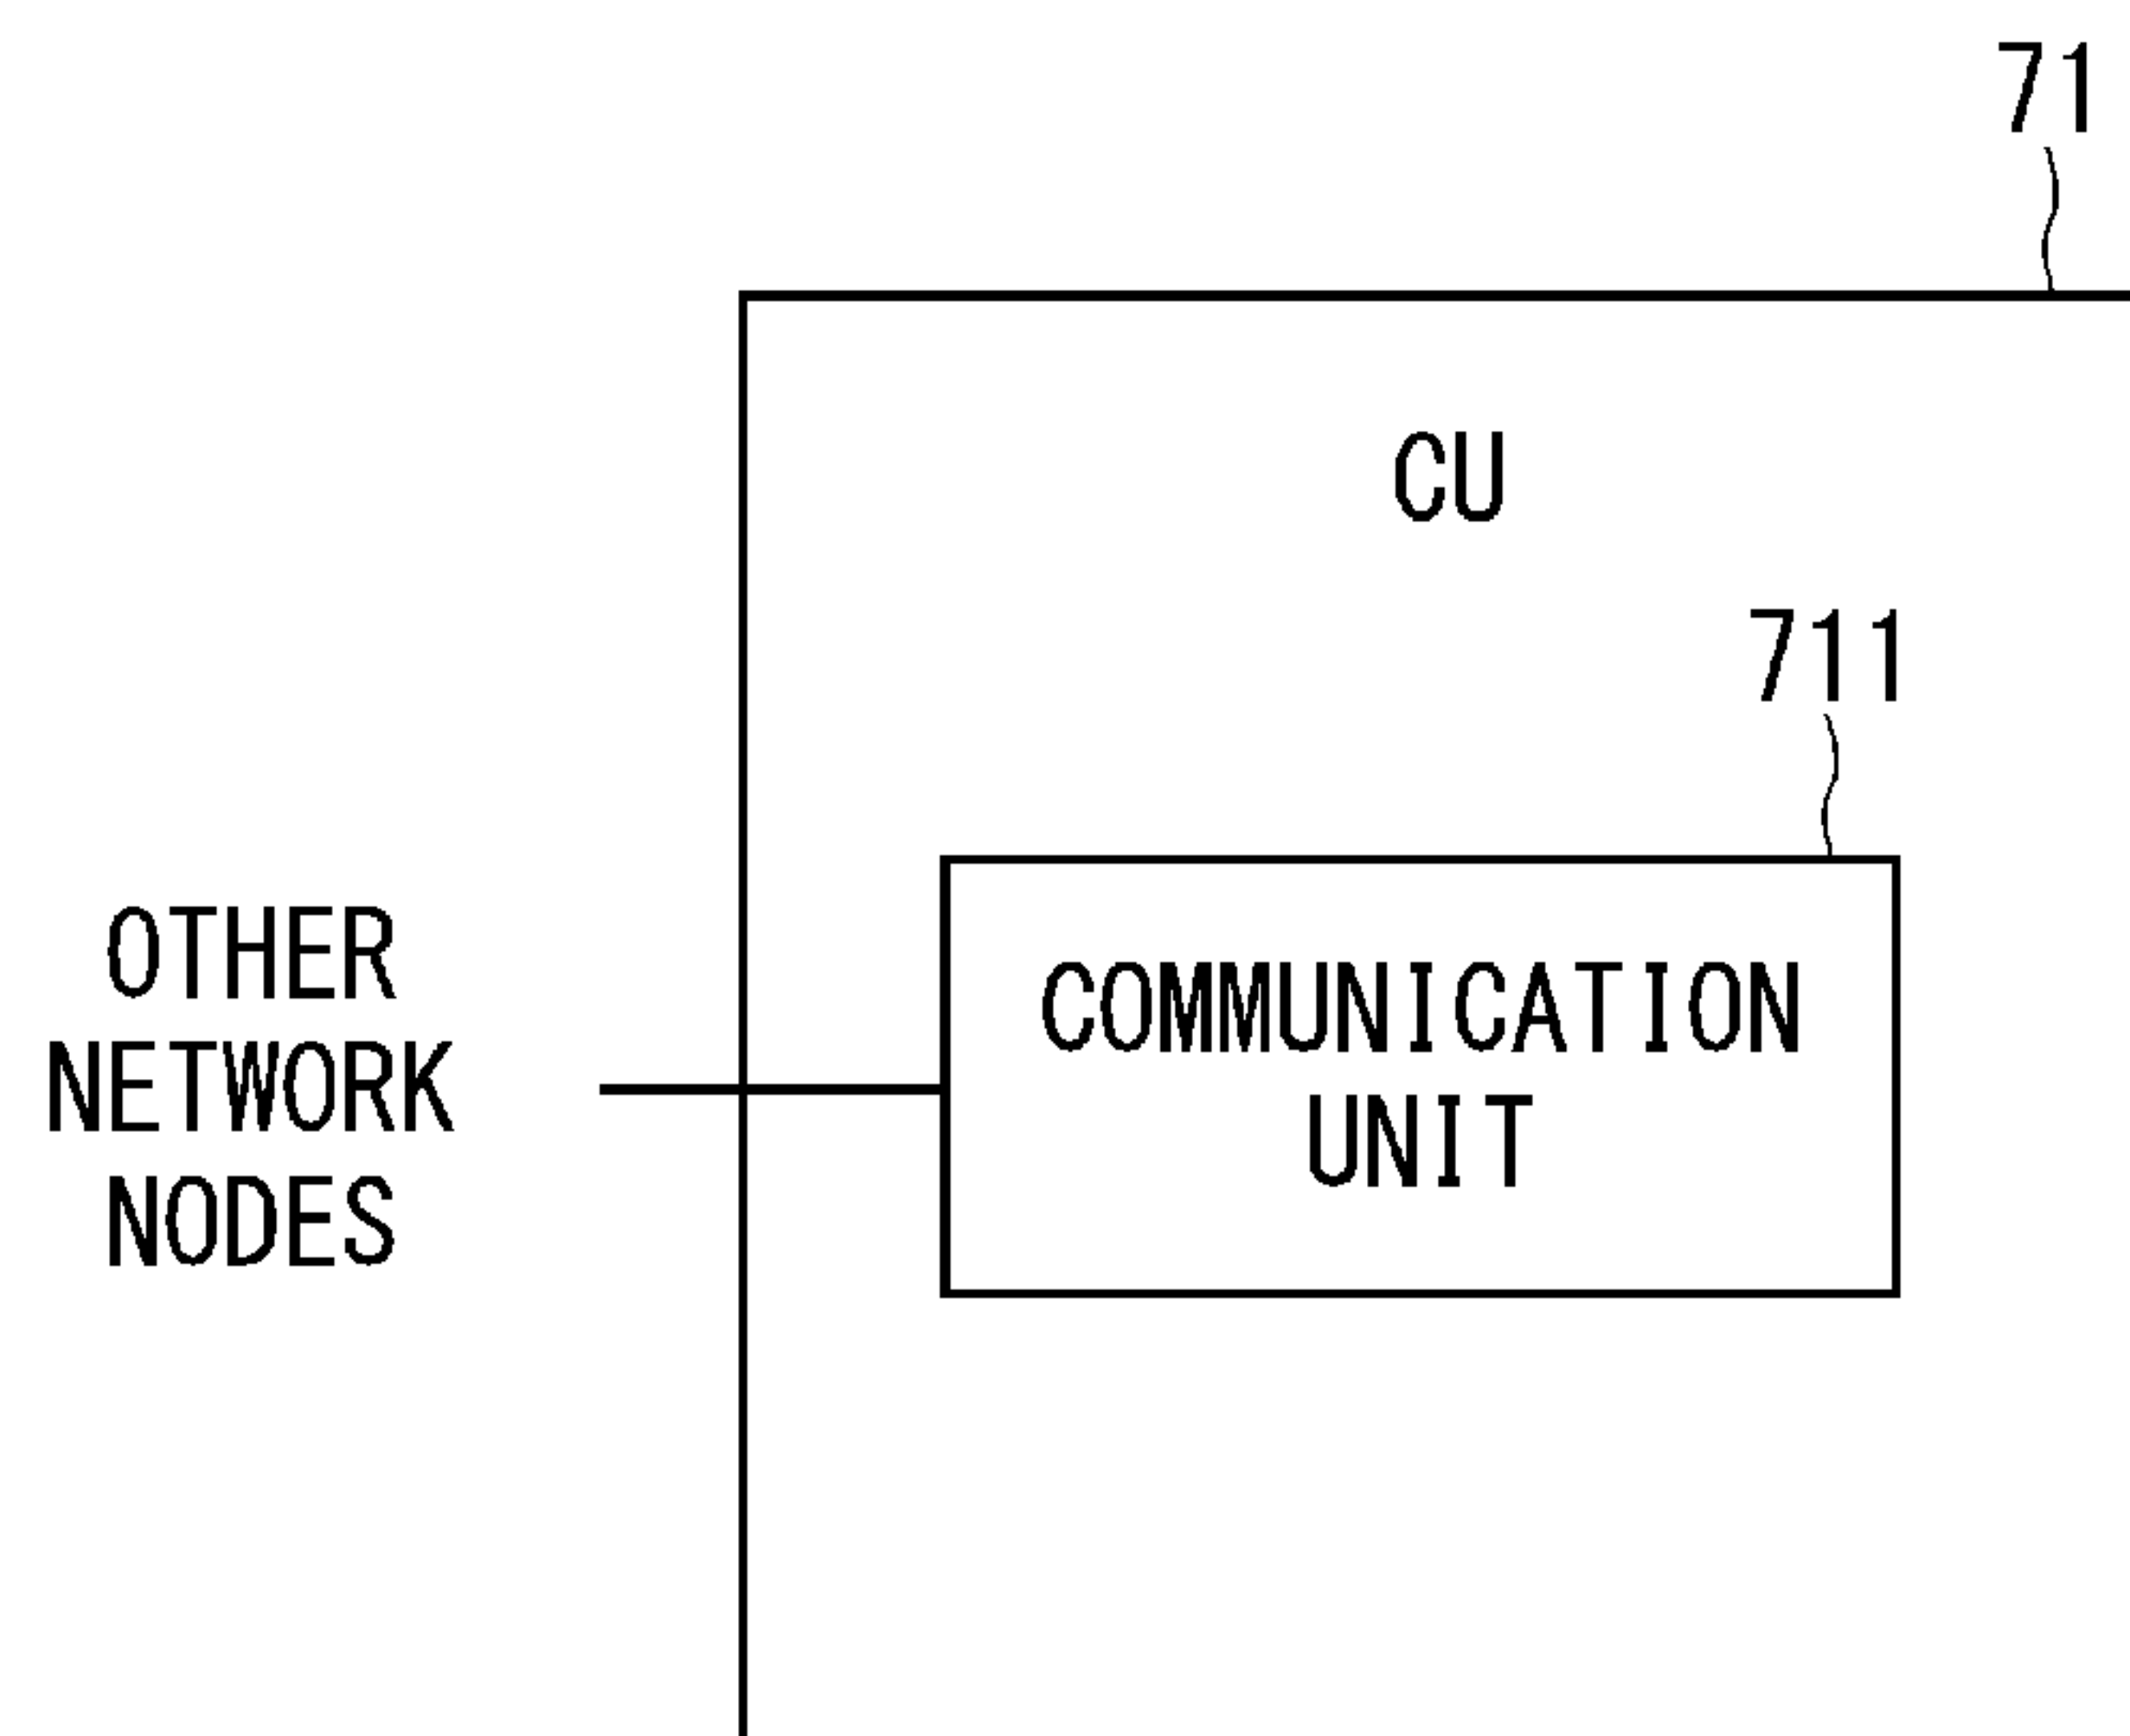 71
CU
711
OTHER
NETWORK
NODES
COMMUNICATION
UNIT